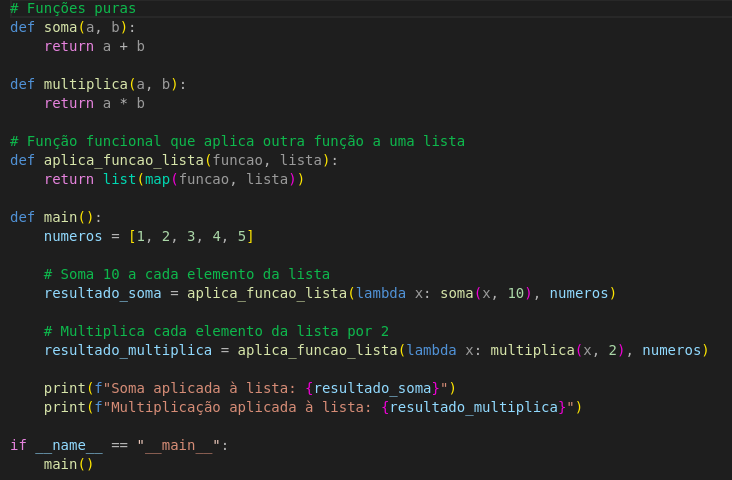 # Funções puras
def soma(a, b):
    return a + b

def multiplica(a, b):
    return a * b

# Função funcional que aplica outra função a uma lista
def aplica_funcao_lista(funcao, lista):
    return list(map(funcao, lista))

def main():
    numeros = [1, 2, 3, 4, 5]

    # Soma 10 a cada elemento da lista
    resultado_soma = aplica_funcao_lista(lambda x: soma(x, 10), numeros)

    # Multiplica cada elemento da lista por 2
    resultado_multiplica = aplica_funcao_lista(lambda x: multiplica(x, 2), numeros)

    print(f"Soma aplicada à lista: {resultado_soma}")
    print(f"Multiplicação aplicada à lista: {resultado_multiplica}")

if __name__ == "__main__":
    main()